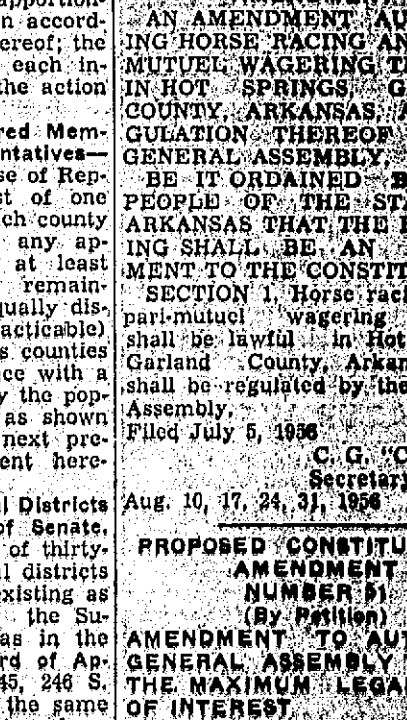 apportion-
n accord-
ereof; the
each in-
the action
red Mem-
ntatives—
se of Rep-
st of one
ch county
any ap-
at least
remain-
qually dis-
acticable)
s counties
ce with a
y the pop-
as shown
next pre-
ent here-
l Districts
of Senate.
of thirty-
l districts
existing as
the Su-
as in the
rd of Ap-
45, 246 S.
the same
AN AMENDMENT AU
ING HORSE RACING AN
MUTUEL WAGERING T
IN HOT SPRINGS, G
COUNTY, ARKANSAS, A
GULATION THEREOF
GENERAL ASSEMBLY.
BE IT ORDAINED B
PEOPLE OF THE STA
ARKANSAS THAT THE F
ING SHALL BE AN
MENT TO THE CONSTIT
SECTION 1. Horse raci
pari-mutuel wagering
shall be lawful in Hot
Garland County, Arkan
shall be regulated by the
Assembly.
Filed July 5, 1956
C. G. "C
Secretary
Aug. 10, 17, 24, 31, 1956
PROPOSED CONSTITU
AMENDMENT
NUMBER 51
(By Petition)
AMENDMENT TO AUT
GENERAL ASSEMBLY
THE MAXIMUM LEGAL
OF INTEREST